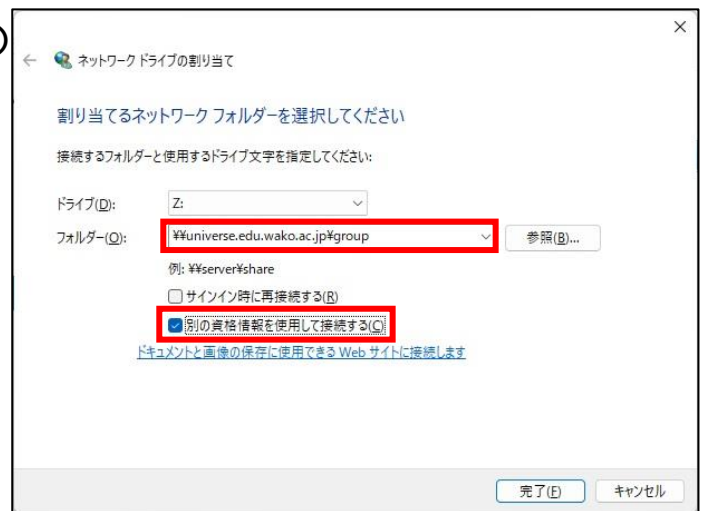 ネットワーク ドライブの割り当て
割り当てるネットワーク フォルダーを選択してください
接続するフォルダーと使用するドライブ文字を指定してください:
ドライブ(D): Z:
フォルダー(O): ¥¥universe.edu.wako.ac.jp¥group 参照(B)...
例: ¥¥server¥share
サインイン時に再接続する(R)
別の資格情報を使用して接続する(C)
ドキュメントと画像の保存に使用できる Web サイトに接続します
完了(F) キャンセル